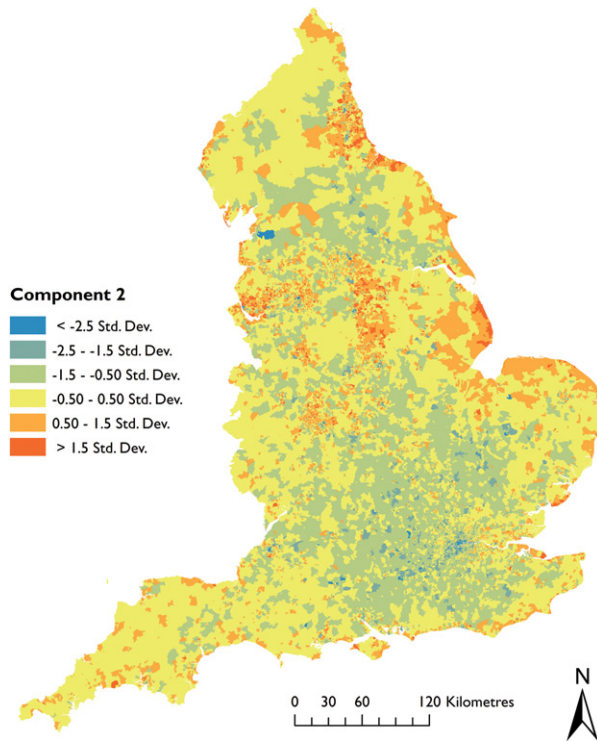 Component 2
< -2.5 Std. Dev.
-2.5 - -1.5 Std. Dev.
-1.5 - -0.50 Std. Dev.
-0.50 - 0.50 Std. Dev.
0.50 - 1.5 Std. Dev.
> 1.5 Std. Dev.
N
0 30 60 120 Kilometres